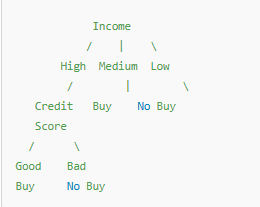 Income
/ | \
High Medium Low
/ | \
Credit Buy No Buy
Score
/ \
Good Bad
Buy No Buy